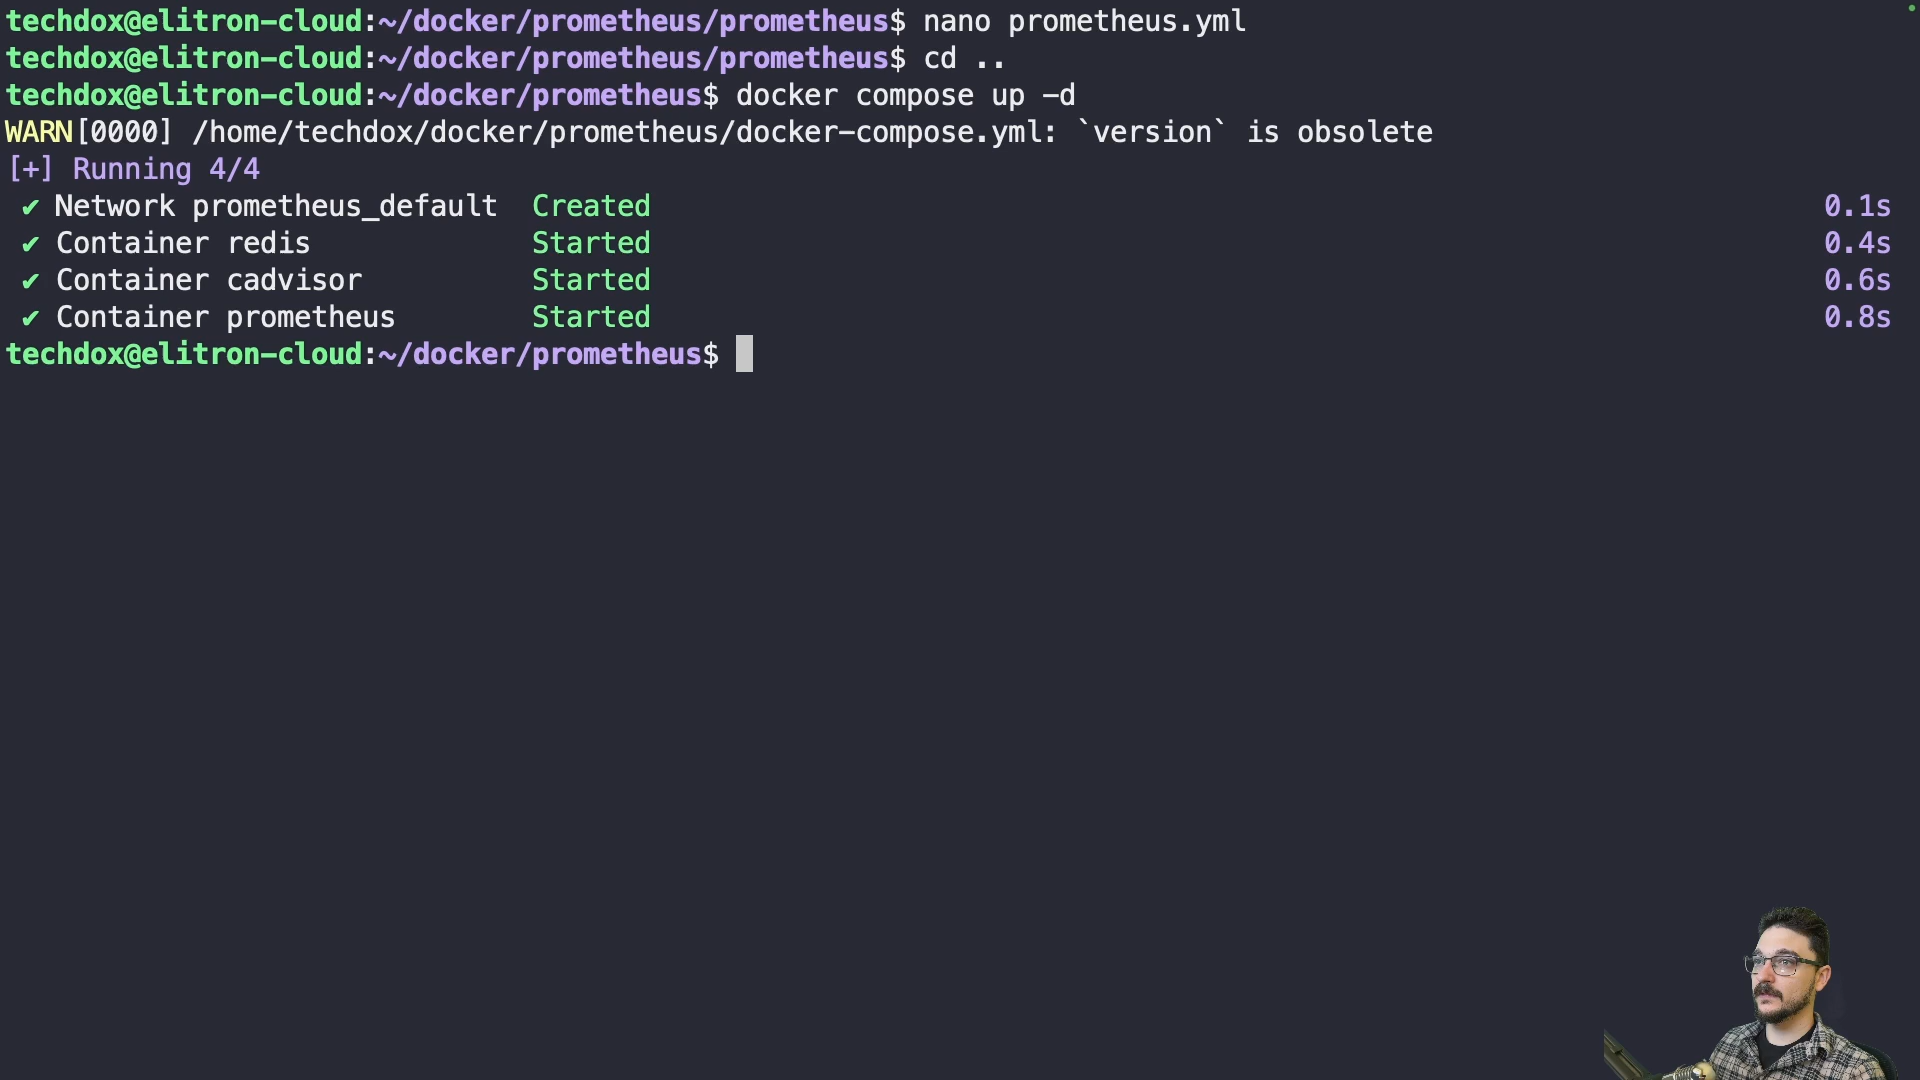 techdox@elitron-cloud:~/docker/prometheus/prometheus$ nano prometheus.yml
techdox@elitron-cloud:~/docker/prometheus/prometheus$ cd ..
techdox@elitron-cloud:~/docker/prometheus$ docker compose up -d
WARN[0000] /home/techdox/docker/prometheus/docker-compose.yml: `version` is obsolete
[+] Running 4/4
✔ Network prometheus_default Created 0.1s
✔ Container redis Started 0.4s
✔ Container cadvisor Started 0.6s
✔ Container prometheus Started 0.8s
techdox@elitron-cloud:~/docker/prometheus$